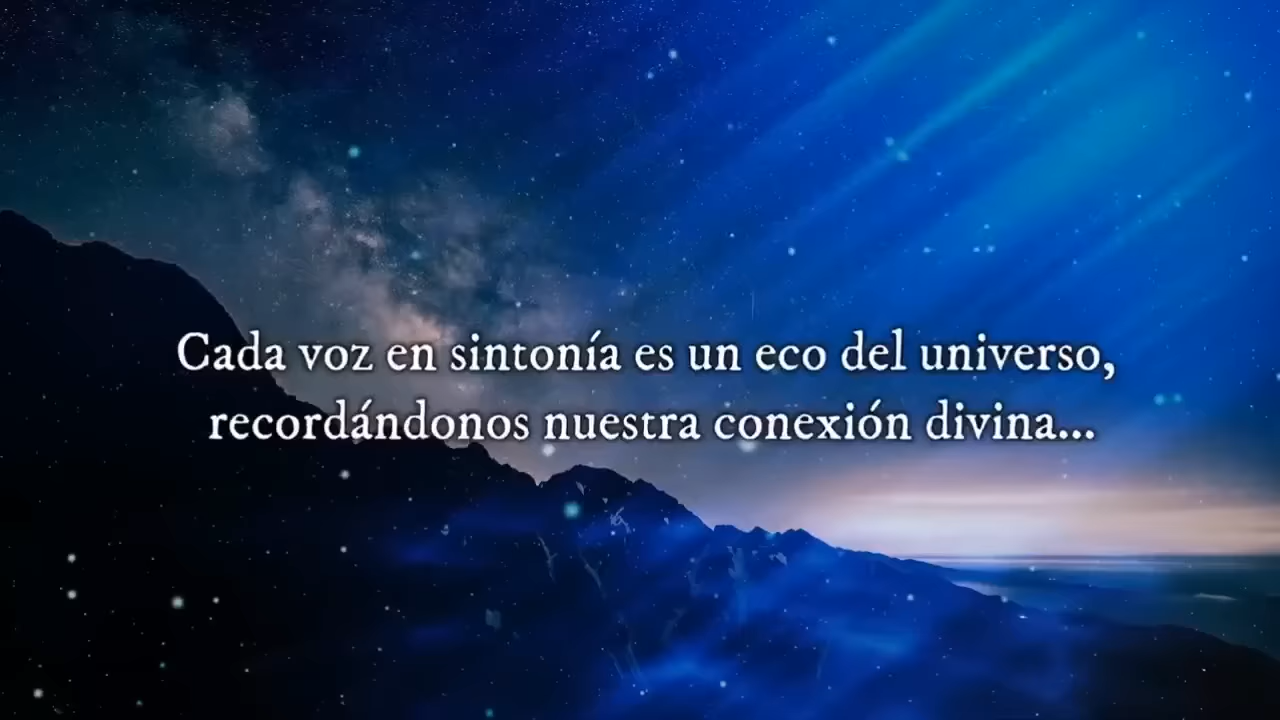 Cada voz en sintonía es un eco del universo,
recordándonos nuestra conexión divina...